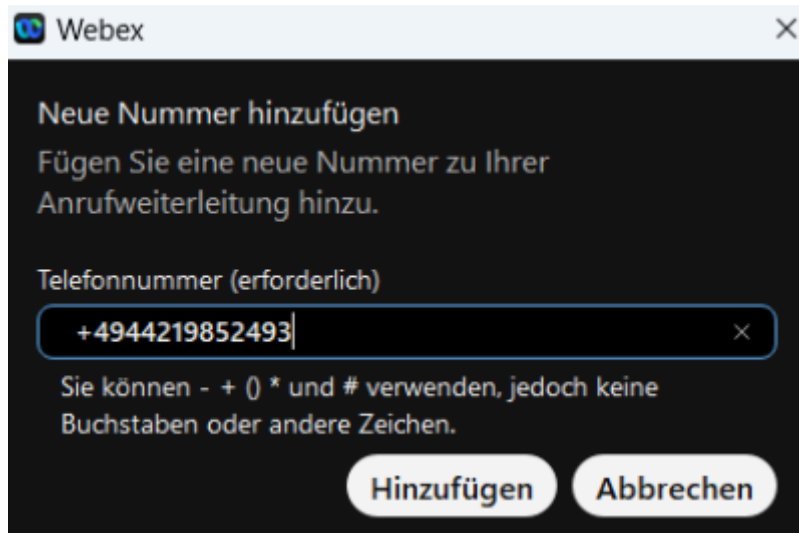 Webex
Neue Nummer hinzufügen
Fügen Sie eine neue Nummer zu Ihrer
Anrufweiterleitung hinzu.
Telefonnummer (erforderlich)
+4944219852493
Sie können - + () * und # verwenden, jedoch keine
Buchstaben oder andere Zeichen.
Hinzufügen Abbrechen